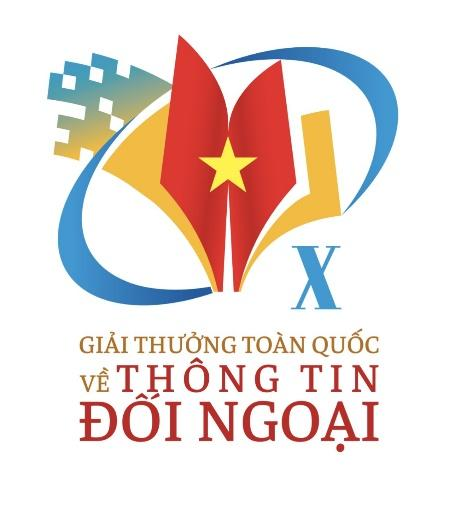 X
GIẢI THƯỞNG TOÀN QUỐC
VỀ THÔNG TIN
ĐỐI NGOẠI